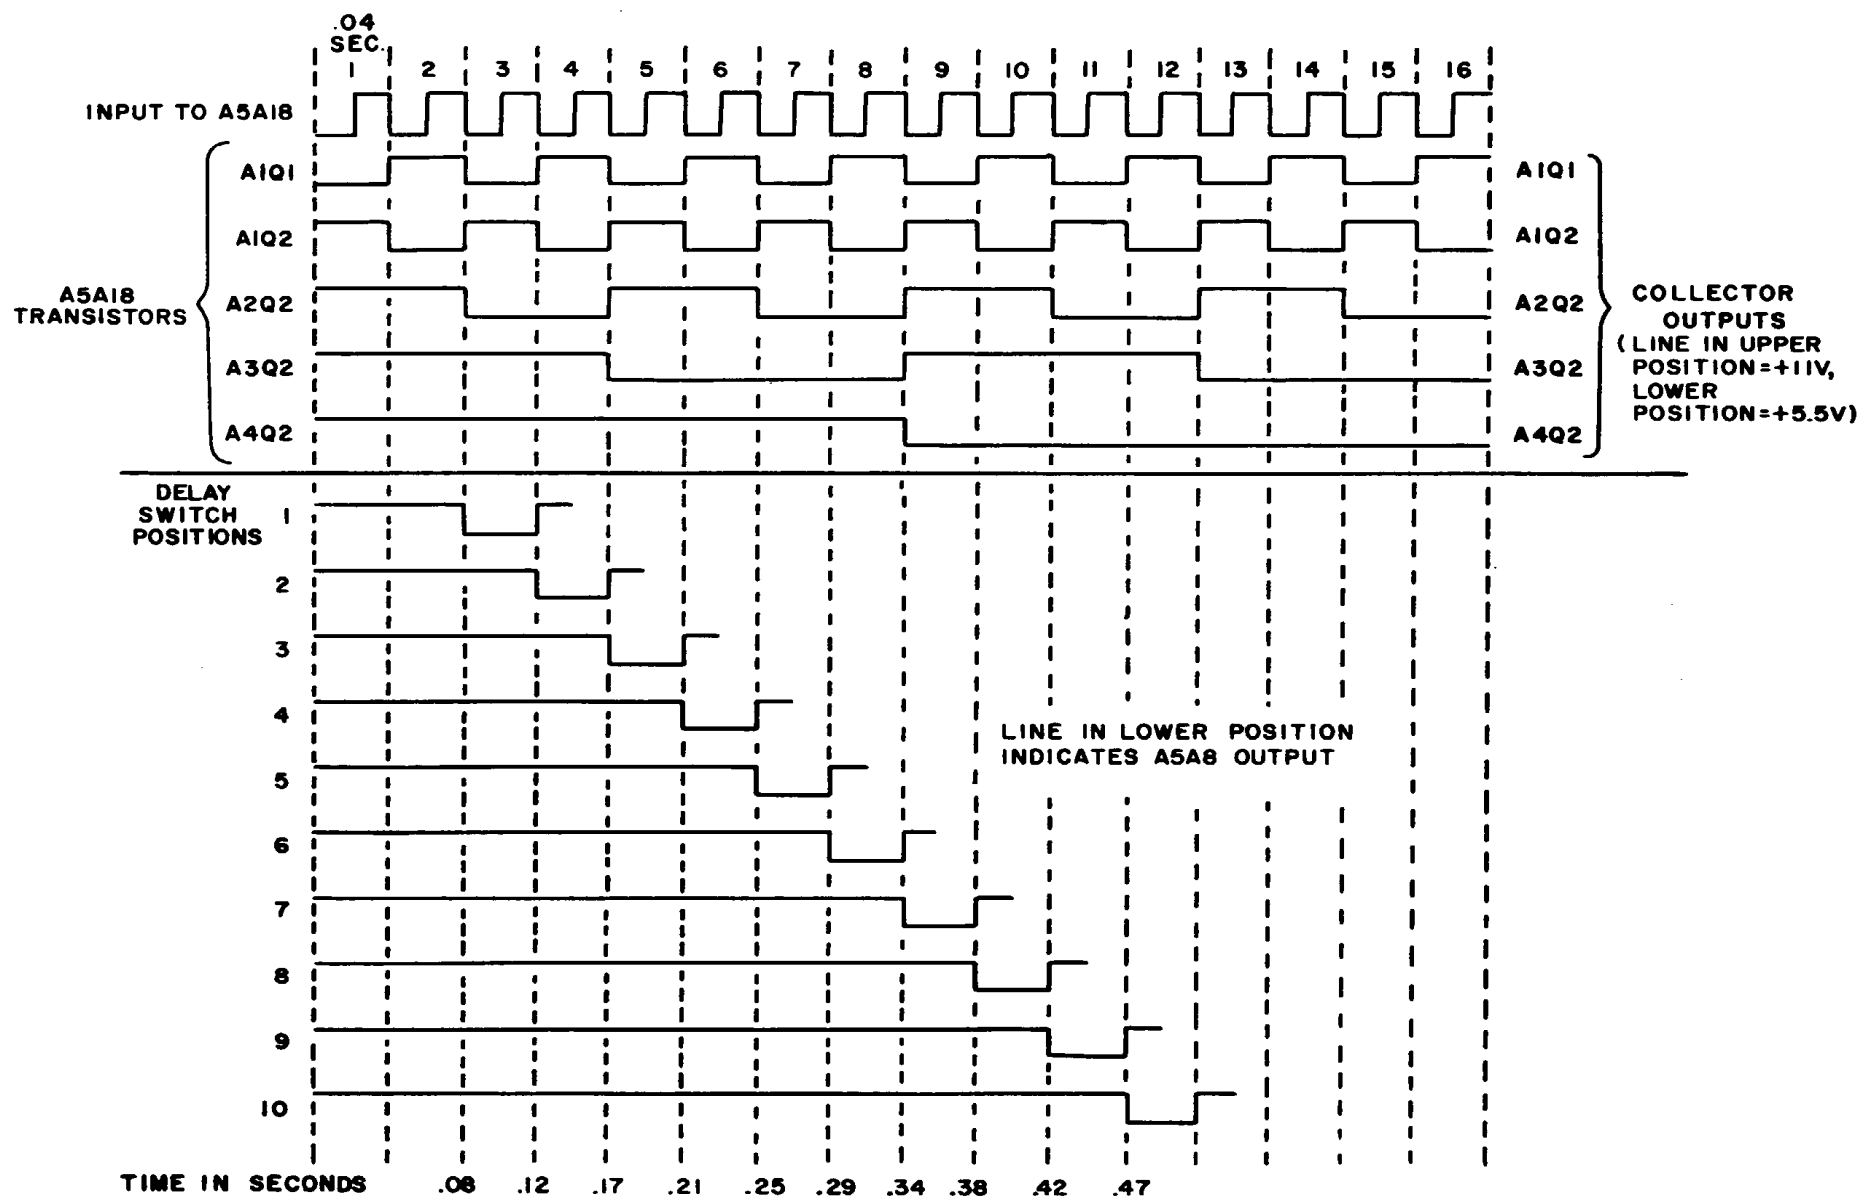 .04
SEC.
1 2 3 4 5 6 7 8 9 10 11 12 13 14 15 16
INPUT TO A5A18
A5A18
TRANSISTORS
A1Q1
A1Q2
A2Q2
A3Q2
A4Q2
A1Q1
A1Q2
A2Q2
A3Q2
A4Q2
COLLECTOR
OUTPUTS
(LINE IN UPPER
POSITION=+11V,
LOWER
POSITION=+5.5V)
DELAY
SWITCH
POSITIONS
1
2
3
4
5
6
7
8
9
10
LINE IN LOWER POSITION
INDICATES A5A8 OUTPUT
TIME IN SECONDS .08 .12 .17 .21 .25 .29 .34 .38 .42 .47